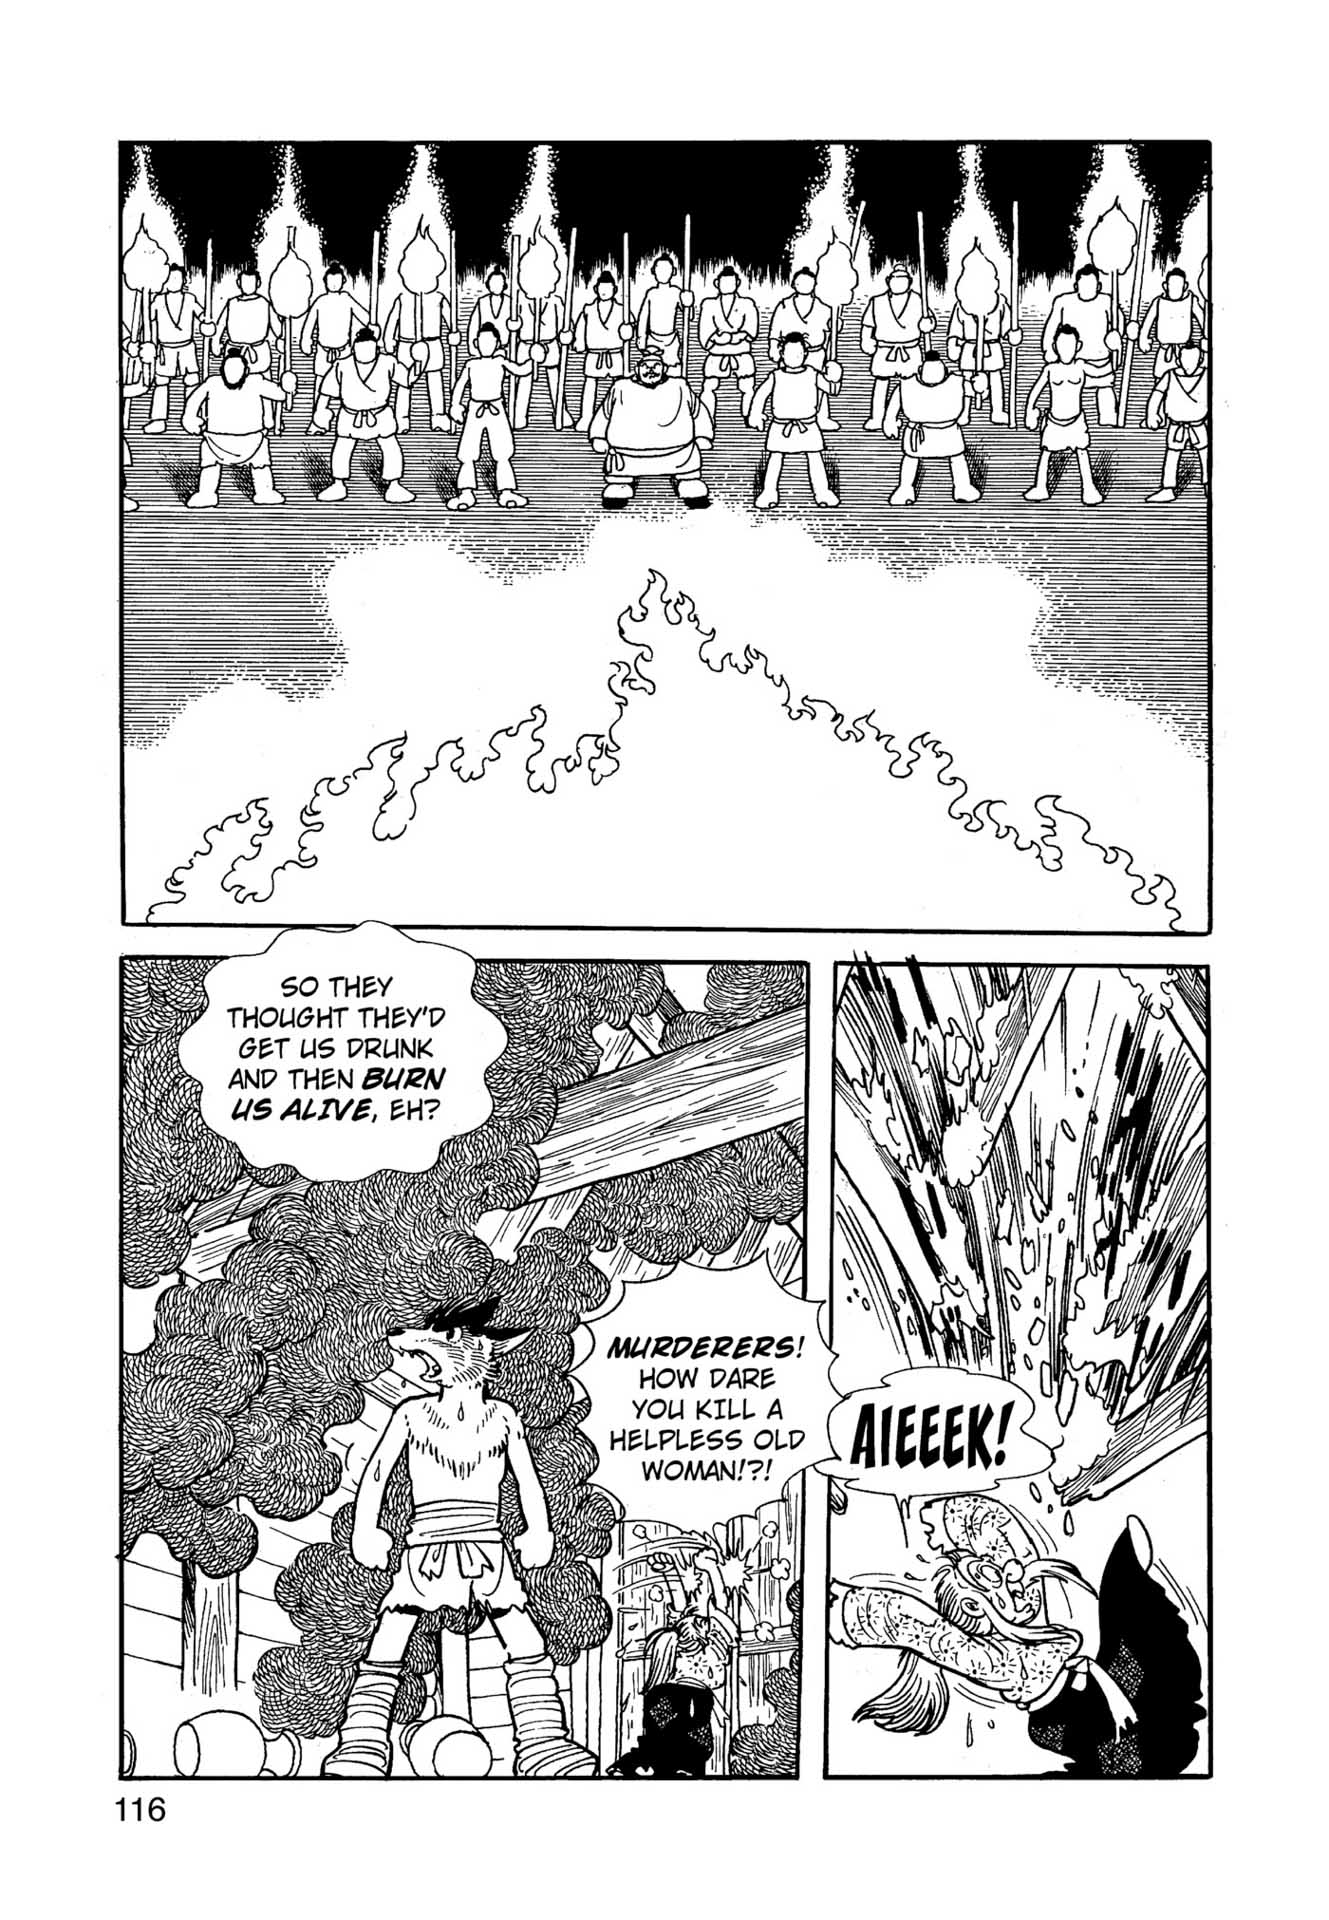 SO THEY
THOUGHT THEY'D
GET US DRUNK
AND THEN BURN
US ALIVE, EH?
MURDERERS!
HOW DARE
YOU KILL A
HELPLESS OLD
WOMAN!?!
AIEEEK!
116